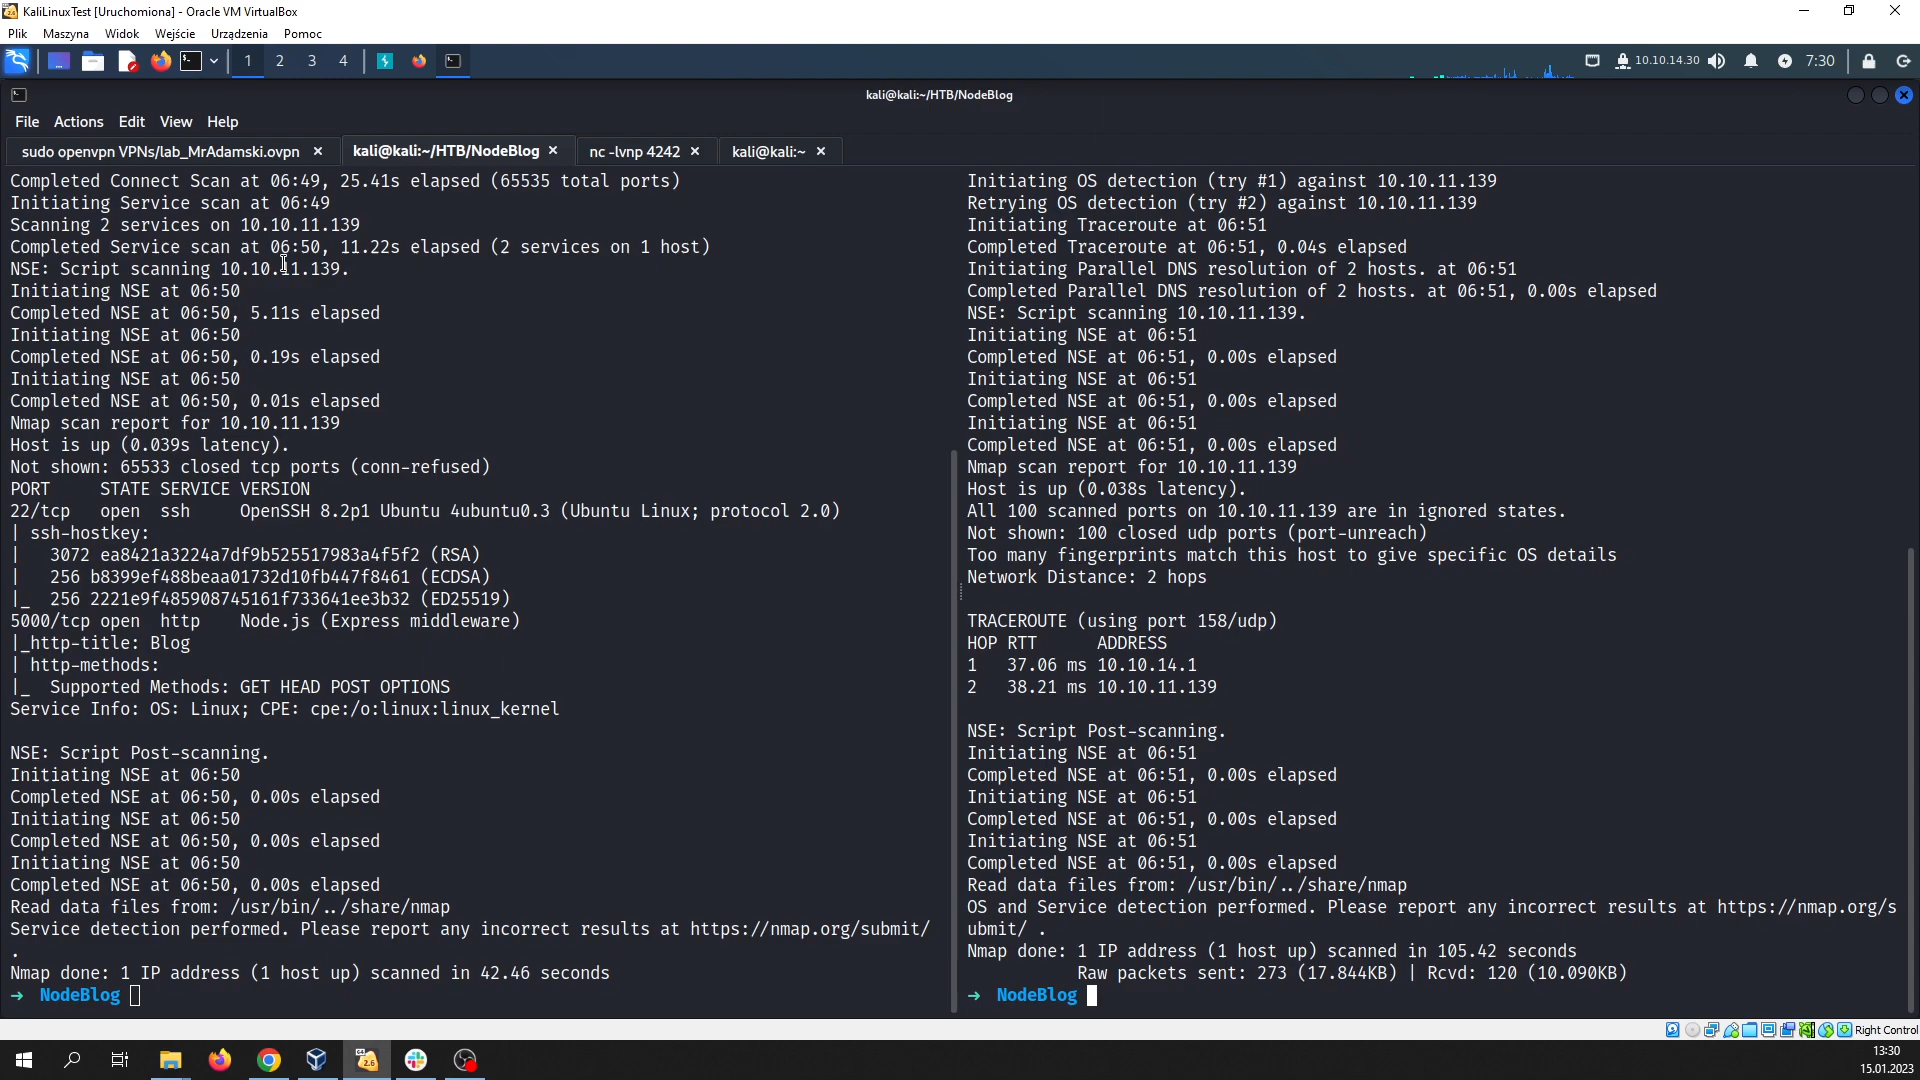 KaliLinuxTest [Uruchomiona] - Oracle VM VirtualBox
Plik Maszyna Widok Wejście Urządzenia Pomoc
1 2 3 4 10.10.14.30 7:30
kali@kali:~/HTB/NodeBlog
File Actions Edit View Help
sudo openvpn VPNs/lab_MrAdamski.ovpn kali@kali:~/HTB/NodeBlog nc -lvnp 4242 kali@kali:~
Completed Connect Scan at 06:49, 25.41s elapsed (65535 total ports)
Initiating Service scan at 06:49
Scanning 2 services on 10.10.11.139
Completed Service scan at 06:50, 11.22s elapsed (2 services on 1 host)
NSE: Script scanning 10.10.11.139.
Initiating NSE at 06:50
Completed NSE at 06:50, 5.11s elapsed
Initiating NSE at 06:50
Completed NSE at 06:50, 0.19s elapsed
Initiating NSE at 06:50
Completed NSE at 06:50, 0.01s elapsed
Nmap scan report for 10.10.11.139
Host is up (0.039s latency).
Not shown: 65533 closed tcp ports (conn-refused)
PORT     STATE SERVICE VERSION
22/tcp   open  ssh     OpenSSH 8.2p1 Ubuntu 4ubuntu0.3 (Ubuntu Linux; protocol 2.0)
| ssh-hostkey:
|   3072 ea8421a3224a7df9b525517983a4f5f2 (RSA)
|   256 b8399ef488beaa01732d10fb447f8461 (ECDSA)
|_  256 2221e9f485908745161f733641ee3b32 (ED25519)
5000/tcp open  http    Node.js (Express middleware)
|_http-title: Blog
| http-methods:
|_  Supported Methods: GET HEAD POST OPTIONS
Service Info: OS: Linux; CPE: cpe:/o:linux:linux_kernel
NSE: Script Post-scanning.
Initiating NSE at 06:50
Completed NSE at 06:50, 0.00s elapsed
Initiating NSE at 06:50
Completed NSE at 06:50, 0.00s elapsed
Initiating NSE at 06:50
Completed NSE at 06:50, 0.00s elapsed
Read data files from: /usr/bin/../share/nmap
Service detection performed. Please report any incorrect results at https://nmap.org/submit/
.
Nmap done: 1 IP address (1 host up) scanned in 42.46 seconds
→ NodeBlog
Initiating OS detection (try #1) against 10.10.11.139
Retrying OS detection (try #2) against 10.10.11.139
Initiating Traceroute at 06:51
Completed Traceroute at 06:51, 0.04s elapsed
Initiating Parallel DNS resolution of 2 hosts. at 06:51
Completed Parallel DNS resolution of 2 hosts. at 06:51, 0.00s elapsed
NSE: Script scanning 10.10.11.139.
Initiating NSE at 06:51
Completed NSE at 06:51, 0.00s elapsed
Initiating NSE at 06:51
Completed NSE at 06:51, 0.00s elapsed
Initiating NSE at 06:51
Completed NSE at 06:51, 0.00s elapsed
Nmap scan report for 10.10.11.139
Host is up (0.038s latency).
All 100 scanned ports on 10.10.11.139 are in ignored states.
Not shown: 100 closed udp ports (port-unreach)
Too many fingerprints match this host to give specific OS details
Network Distance: 2 hops
TRACEROUTE (using port 158/udp)
HOP RTT      ADDRESS
1   37.06 ms 10.10.14.1
2   38.21 ms 10.10.11.139
NSE: Script Post-scanning.
Initiating NSE at 06:51
Completed NSE at 06:51, 0.00s elapsed
Initiating NSE at 06:51
Completed NSE at 06:51, 0.00s elapsed
Initiating NSE at 06:51
Completed NSE at 06:51, 0.00s elapsed
Read data files from: /usr/bin/../share/nmap
OS and Service detection performed. Please report any incorrect results at https://nmap.org/s
ubmit/ .
Nmap done: 1 IP address (1 host up) scanned in 105.42 seconds
Raw packets sent: 273 (17.844KB) | Rcvd: 120 (10.090KB)
→ NodeBlog
Right Control
64
2.6
13:30
15.01.2023